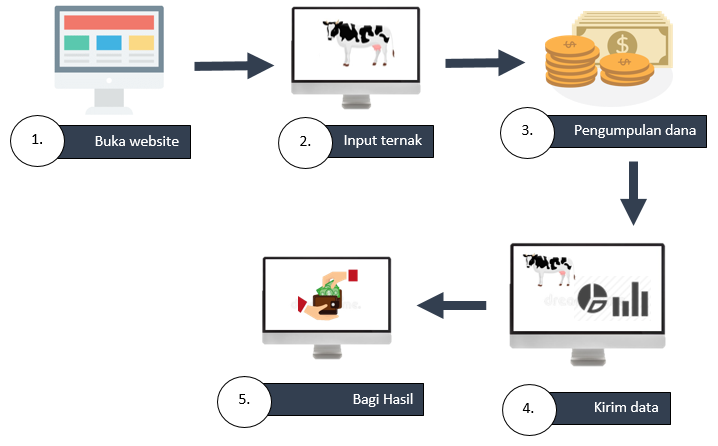 1.
Buka website
2.
Input ternak
3.
Pengumpulan dana
4.
Kirim data
5.
Bagi Hasil